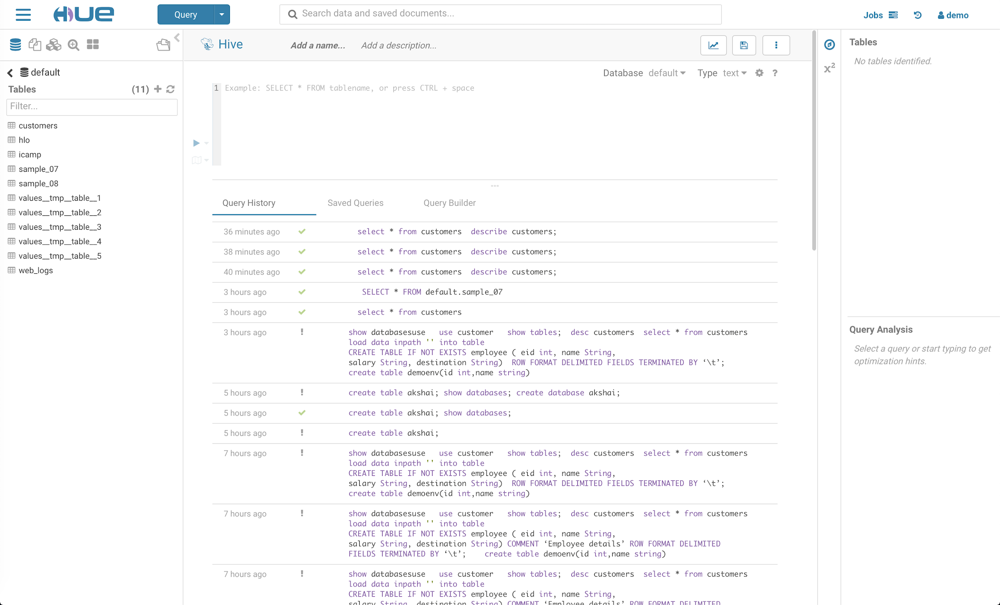 HUE
Query
Search data and saved documents...
Jobs
demo
default
Tables
(11)
Filter...
customers
hlo
icamp
sample_07
sample_08
values__tmp__table__1
values__tmp__table__2
values__tmp__table__3
values__tmp__table__4
values__tmp__table__5
web_logs
Hive
Add a name...
Add a description...
Database default Type text ?
1 Example: SELECT * FROM tablename, or press CTRL + space
Query History
Saved Queries
Query Builder
36 minutes ago select * from customers describe customers;
38 minutes ago select * from customers describe customers;
40 minutes ago select * from customers describe customers;
3 hours ago SELECT * FROM default.sample_07
3 hours ago select * from customers
3 hours ago ! show databasesuse use customer show tables; desc customers select * from customers
load data inpath '' into table
CREATE TABLE IF NOT EXISTS employee ( eid int, name String,
salary String, destination String) ROW FORMAT DELIMITED FIELDS TERMINATED BY ‘\t’;
create table demoenv(id int,name string)
5 hours ago ! create table akshai; show databases; create database akshai;
5 hours ago create table akshai; show databases;
5 hours ago ! create table akshai;
7 hours ago ! show databasesuse use customer show tables; desc customers select * from customers
load data inpath '' into table
CREATE TABLE IF NOT EXISTS employee ( eid int, name String,
salary String, destination String) ROW FORMAT DELIMITED FIELDS TERMINATED BY ‘\t’;
create table demoenv(id int,name string)
7 hours ago ! show databasesuse use customer show tables; desc customers select * from customers
load data inpath '' into table
CREATE TABLE IF NOT EXISTS employee ( eid int, name String,
salary String, destination String) COMMENT ‘Employee details’ ROW FORMAT DELIMITED
FIELDS TERMINATED BY ‘\t’; create table demoenv(id int,name string)
7 hours ago ! show databasesuse use customer show tables; desc customers select * from customers
load data inpath '' into table
CREATE TABLE IF NOT EXISTS employee ( eid int, name String,
salary String, destination String) COMMENT ‘Employee details’ ROW FORMAT DELIMITED
x²
Tables
No tables identified.
Query Analysis
Select a query or start typing to get
optimization hints.